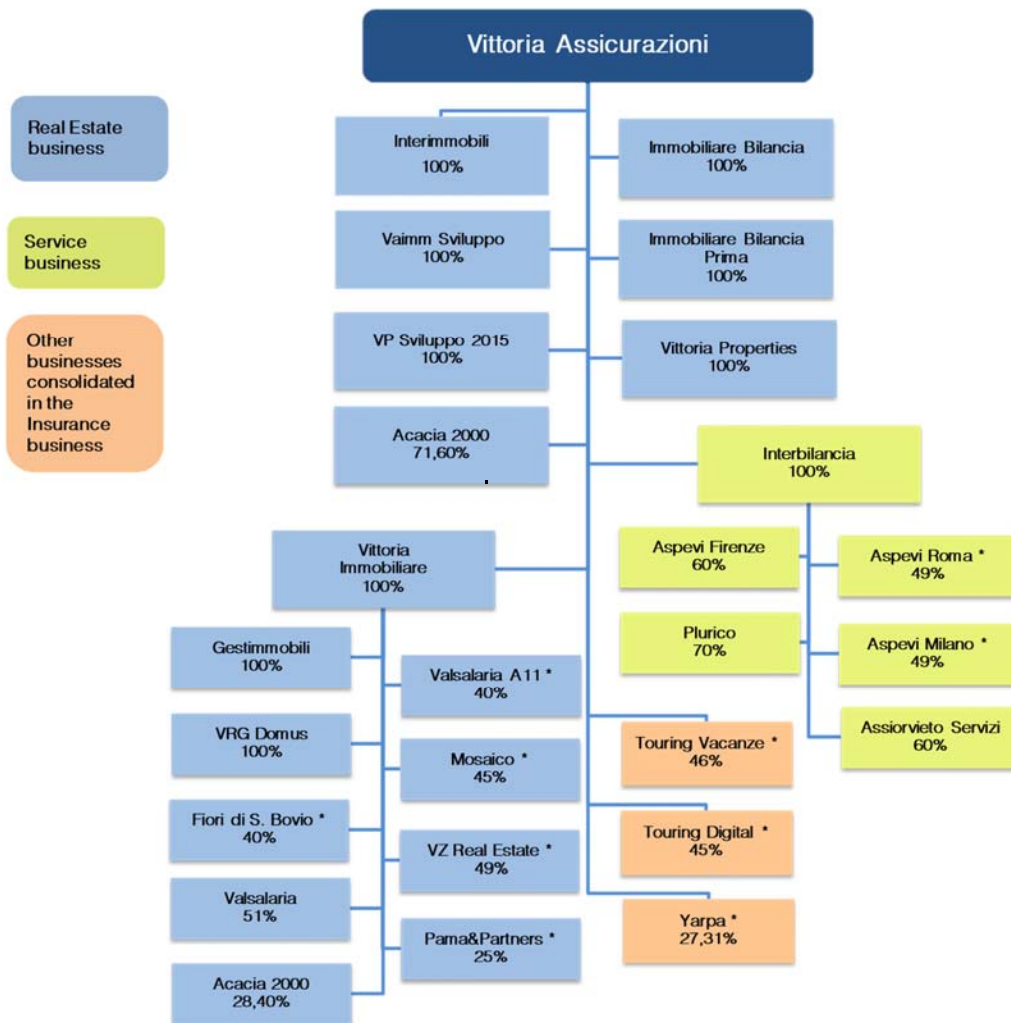 Vittoria Assicurazioni
Real Estate
business
Service
business
Other
businesses
consolidated
in the
Insurance
business
Interimmobili
100%
Immobiliare Bilancia
100%
Vaimm Sviluppo
100%
Immobiliare Bilancia
Prima
100%
VP Sviluppo 2015
100%
Vittoria Properties
100%
Acacia 2000
71,60%
Interbilancia
100%
Vittoria
Immobiliare
100%
Aspevi Firenze
60%
Aspevi Roma *
49%
Plurico
70%
Aspevi Milano *
49%
Assiorvieto Servizi
60%
Gestimmobili
100%
Valsalaria A11 *
40%
VRG Domus
100%
Mosaico *
45%
Fiori di S. Bovio *
40%
VZ Real Estate *
49%
Valsalaria
51%
Pama&Partners *
25%
Acacia 2000
28,40%
Touring Vacanze *
46%
Touring Digital *
45%
Yarpa *
27,31%